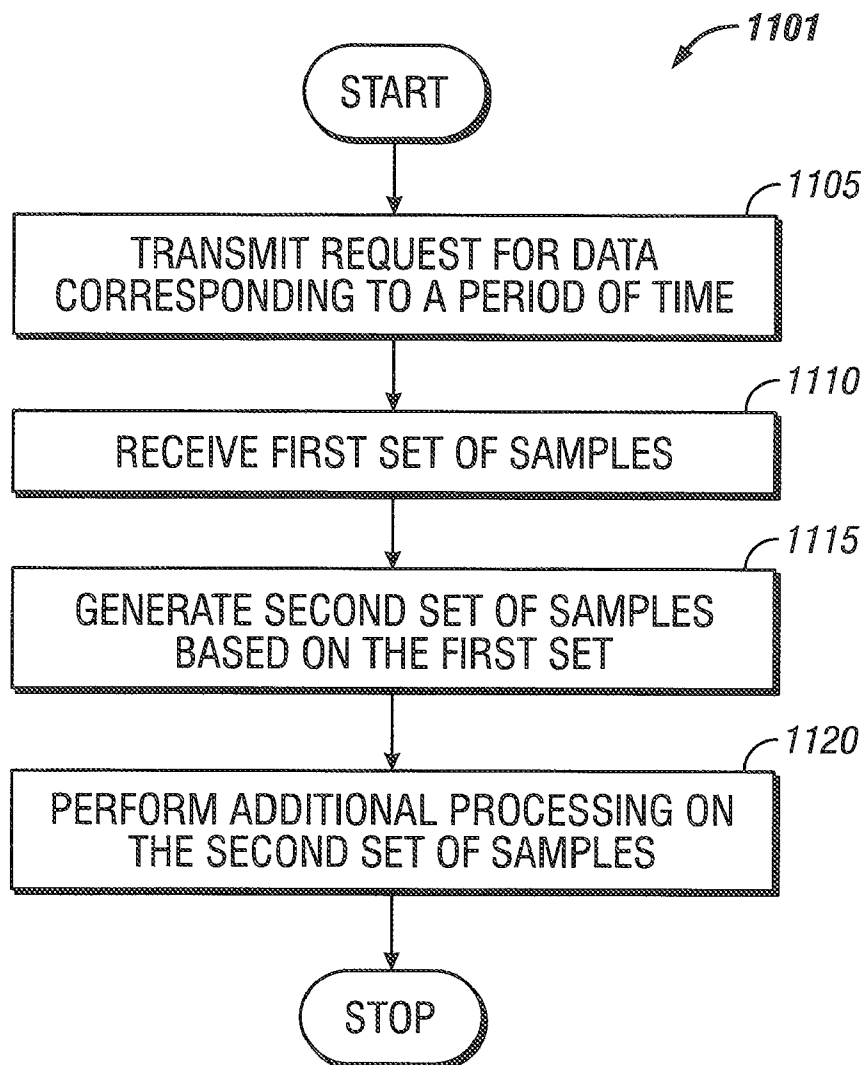 1101
START
1105
TRANSMIT REQUEST FOR DATA
CORRESPONDING TO A PERIOD OF TIME
1110
RECEIVE FIRST SET OF SAMPLES
1115
GENERATE SECOND SET OF SAMPLES
BASED ON THE FIRST SET
1120
PERFORM ADDITIONAL PROCESSING ON
THE SECOND SET OF SAMPLES
STOP